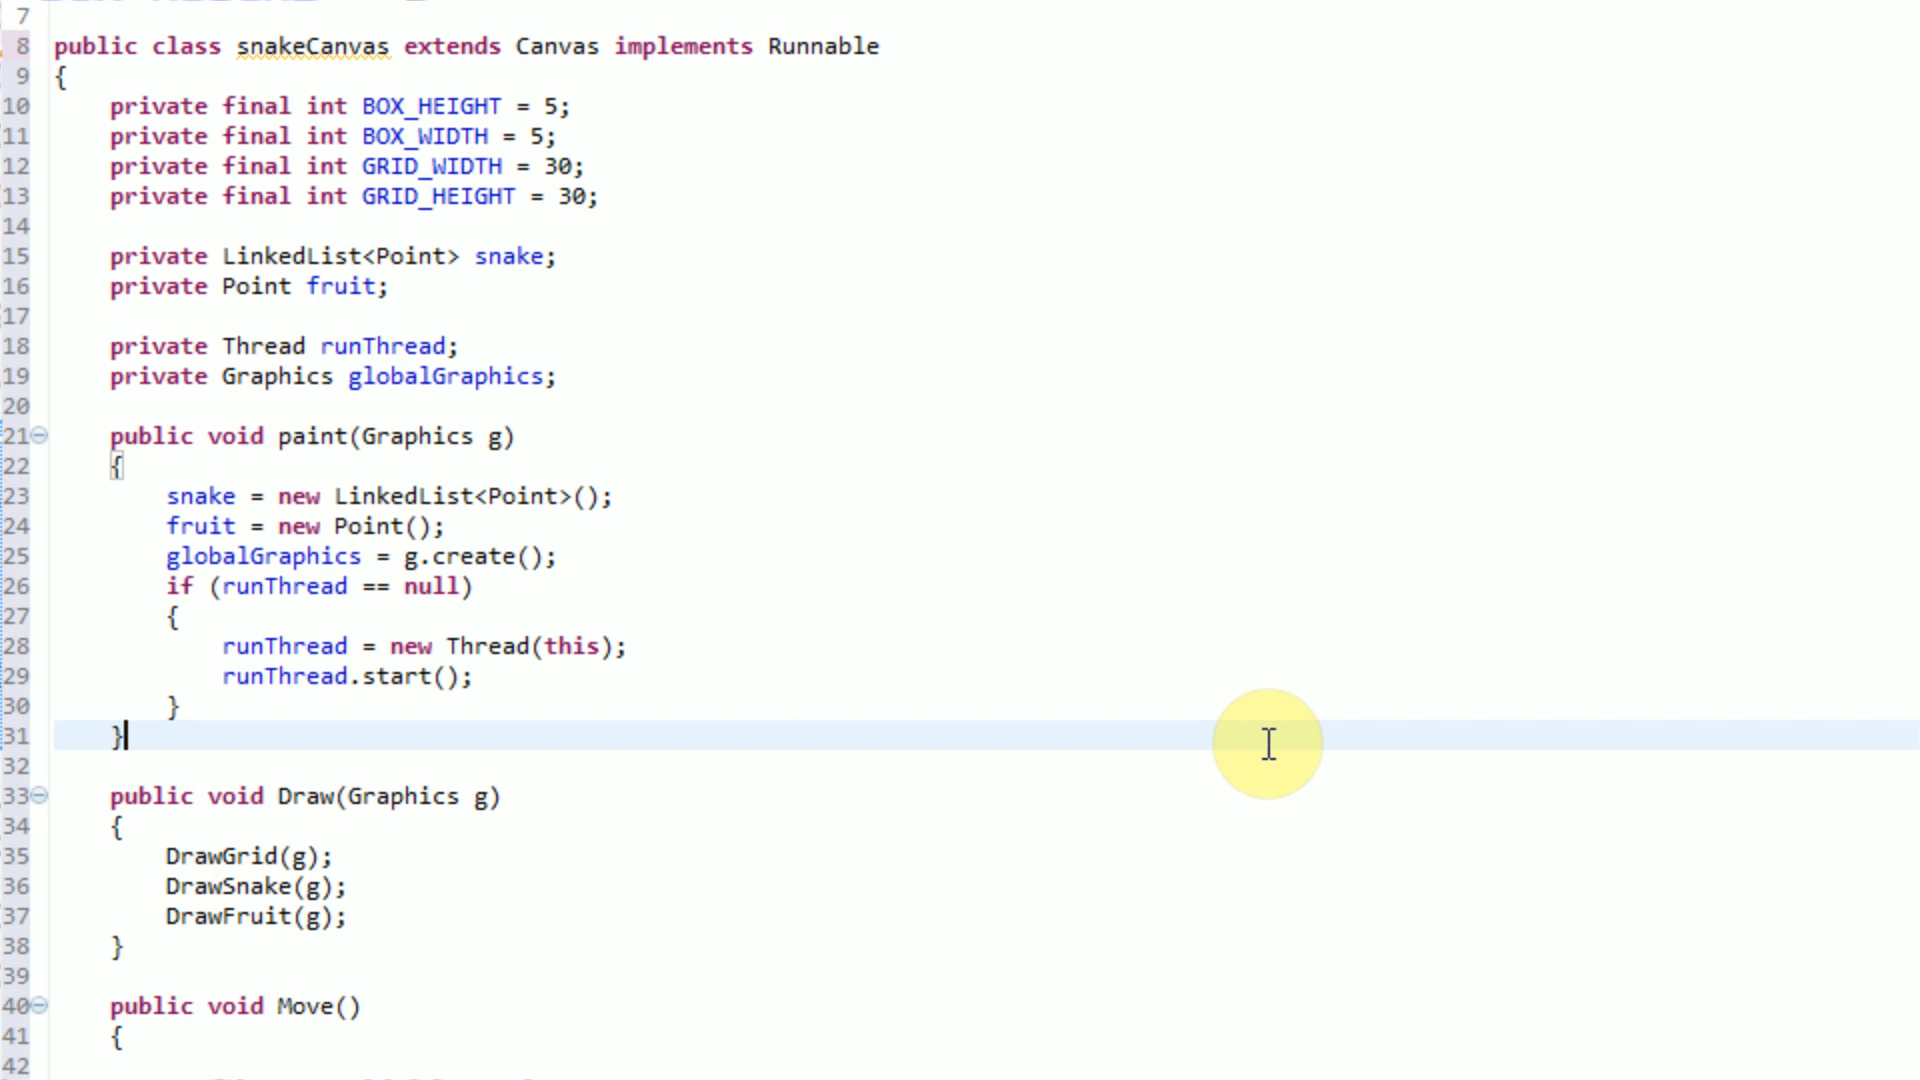 7
8 public class snakeCanvas extends Canvas implements Runnable
9 {
10 private final int BOX_HEIGHT = 5;
11 private final int BOX_WIDTH = 5;
12 private final int GRID_WIDTH = 30;
13 private final int GRID_HEIGHT = 30;
14
15 private LinkedList<Point> snake;
16 private Point fruit;
17
18 private Thread runThread;
19 private Graphics globalGraphics;
20
21 public void paint(Graphics g)
22 {
23 snake = new LinkedList<Point>();
24 fruit = new Point();
25 globalGraphics = g.create();
26 if (runThread == null)
27 {
28 runThread = new Thread(this);
29 runThread.start();
30 }
31 }
32
33 public void Draw(Graphics g)
34 {
35 DrawGrid(g);
36 DrawSnake(g);
37 DrawFruit(g);
38 }
39
40 public void Move()
41 {
42